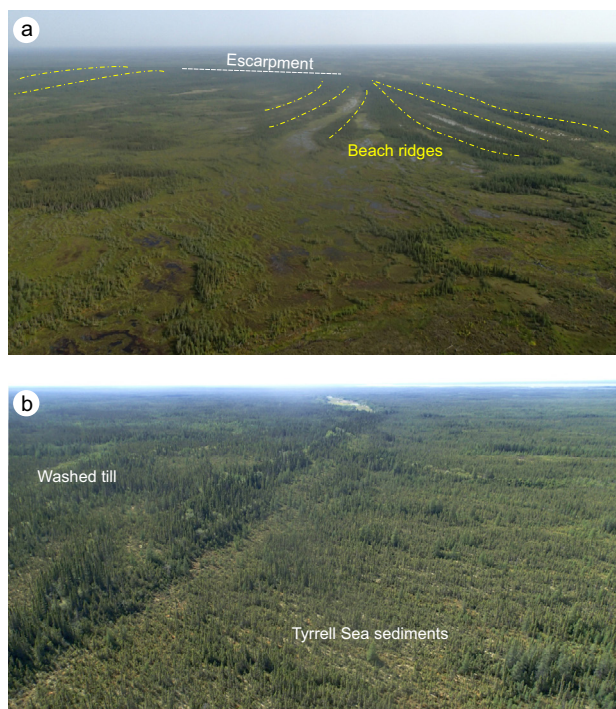 a
Escarpment
Beach ridges
b
Washed till
Tyrrell Sea sediments